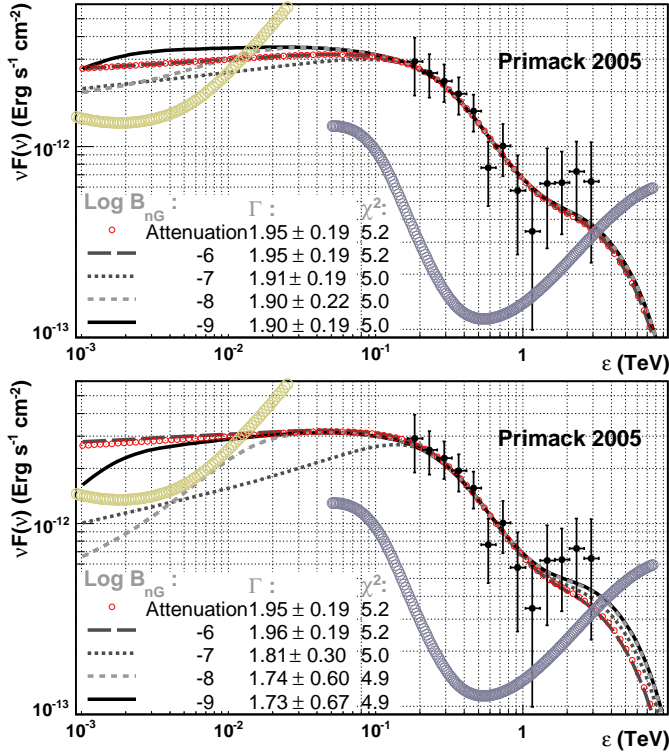 Primack 2005
νF(ν) (Erg s⁻¹ cm⁻²)
10⁻¹²
10⁻¹³
Log B_nG : Γ: χ²:
Attenuation 1.95 ± 0.19 5.2
-6 1.95 ± 0.19 5.2
-7 1.91 ± 0.19 5.0
-8 1.90 ± 0.22 5.0
-9 1.90 ± 0.19 5.0
10⁻³ 10⁻² 10⁻¹ 1
ε (TeV)
Primack 2005
νF(ν) (Erg s⁻¹ cm⁻²)
10⁻¹²
10⁻¹³
Log B_nG : Γ: χ²:
Attenuation 1.95 ± 0.19 5.2
-6 1.96 ± 0.19 5.2
-7 1.81 ± 0.30 5.0
-8 1.74 ± 0.60 4.9
-9 1.73 ± 0.67 4.9
10⁻³ 10⁻² 10⁻¹ 1
ε (TeV)